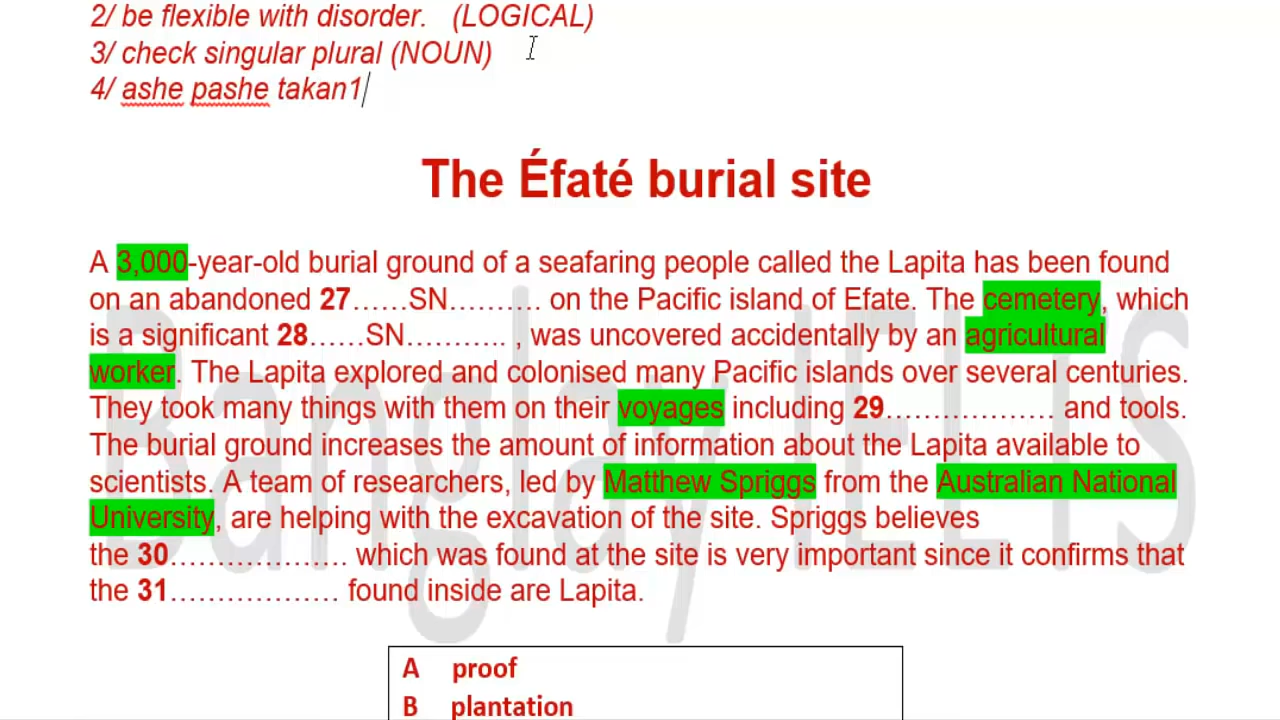 2/ be flexible with disorder. (LOGICAL)
3/ check singular plural (NOUN)
4/ ashe pashe takan1
The Éfaté burial site
A 3,000-year-old burial ground of a seafaring people called the Lapita has been found
on an abandoned 27……SN………. on the Pacific island of Efate. The cemetery, which
is a significant 28……SN……….. , was uncovered accidentally by an agricultural
worker. The Lapita explored and colonised many Pacific islands over several centuries.
They took many things with them on their voyages including 29……………… and tools.
The burial ground increases the amount of information about the Lapita available to
scientists. A team of researchers, led by Matthew Spriggs from the Australian National
University, are helping with the excavation of the site. Spriggs believes
the 30………………. which was found at the site is very important since it confirms that
the 31……………… found inside are Lapita.
A proof
B plantation
Banglay IELTS